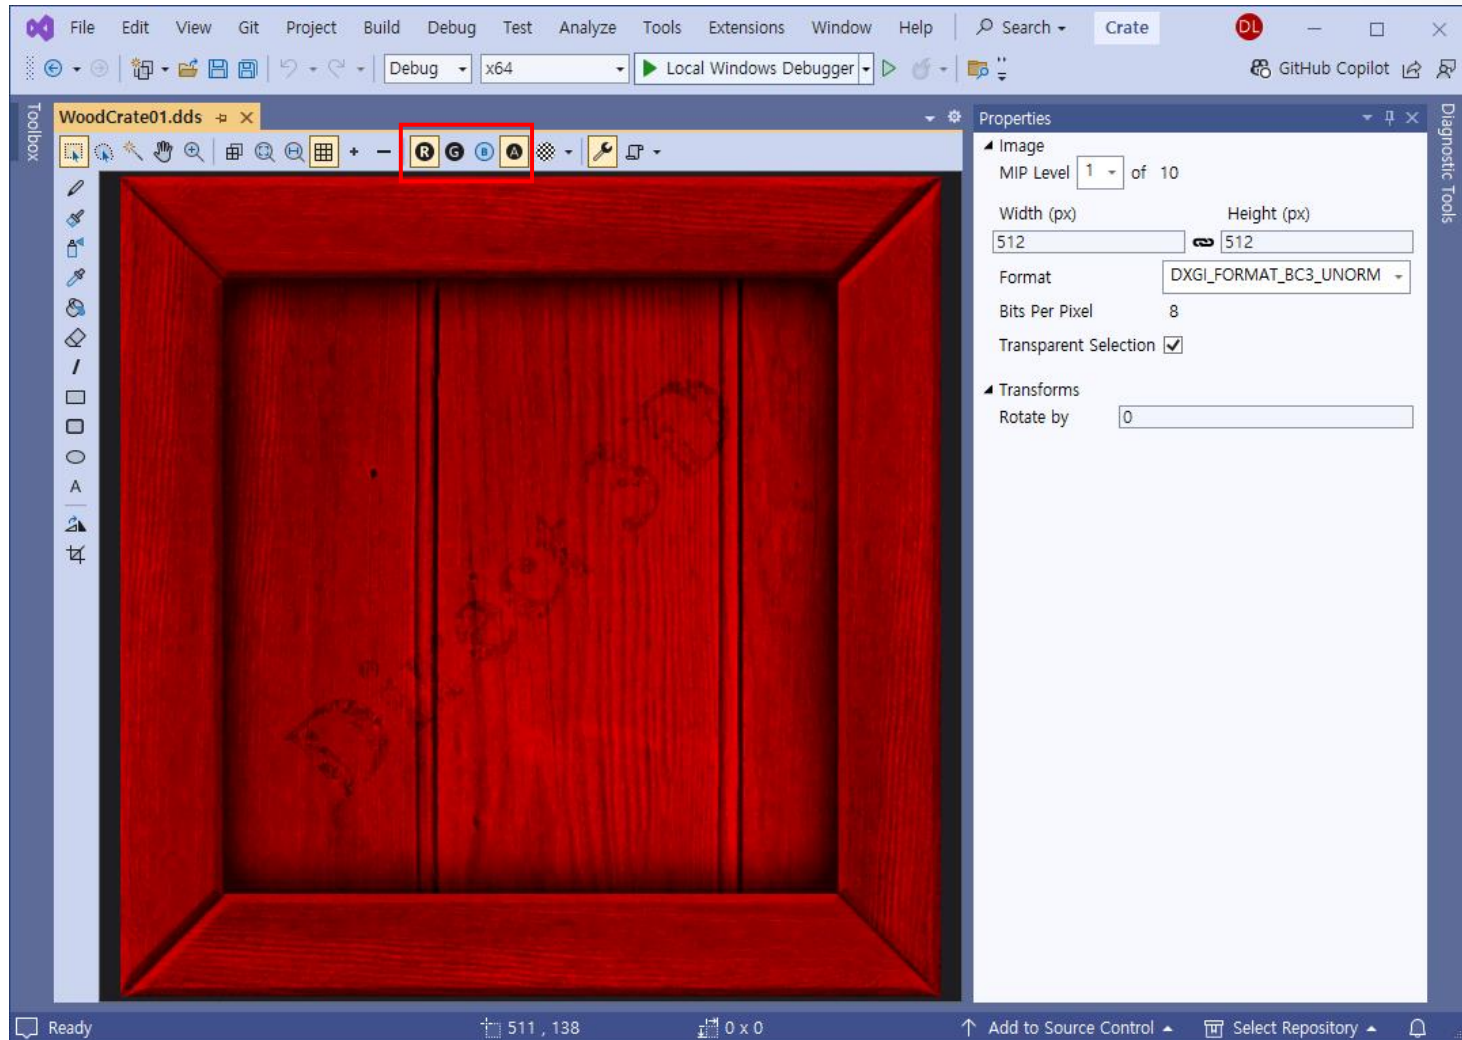 File Edit View Git Project Build Debug Test Analyze Tools Extensions Window Help Search Crate DL
Debug x64 Local Windows Debugger GitHub Copilot
Toolbox
WoodCrate01.dds
R G B A
A
Properties
Image
MIP Level 1 of 10
Width (px) Height (px)
512 512
Format DXGI_FORMAT_BC3_UNORM
Bits Per Pixel 8
Transparent Selection
Transforms
Rotate by 0
Diagnostic Tools
Ready 511 , 138 0 x 0 Add to Source Control Select Repository